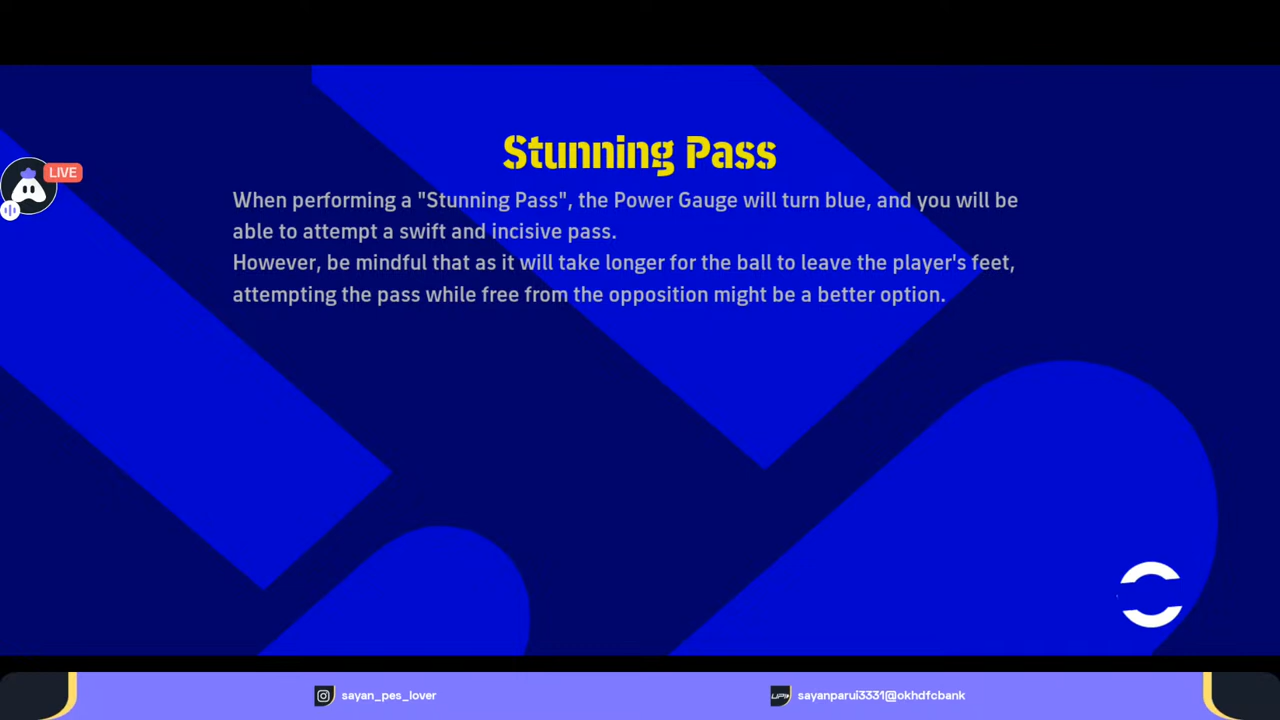 Stunning Pass
When performing a "Stunning Pass", the Power Gauge will turn blue, and you will be
able to attempt a swift and incisive pass.
However, be mindful that as it will take longer for the ball to leave the player's feet,
attempting the pass while free from the opposition might be a better option.
LIVE
sayan_pes_lover
UPI
sayanparui3331@okhdfcbank